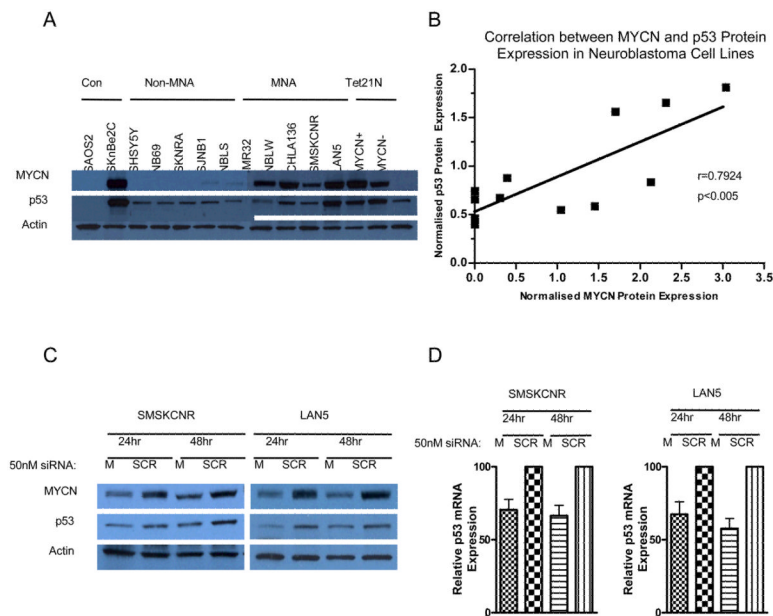 A
Con Non-MNA MNA Tet21N
SAOS2
SKnBe2C
SHSY5Y
NB69
SKNRA
SJNB1
NBLS
MR32
NBLW
CHLA136
SMSKCNR
LAN5
MYCN+
MYCN-
MYCN
p53
Actin
B
Correlation between MYCN and p53 Protein
Expression in Neuroblastoma Cell Lines
Normalised p53 Protein Expression
2.0
1.5
1.0
0.5
0.0
r=0.7924
p<0.005
0.0 0.5 1.0 1.5 2.0 2.5 3.0 3.5
Normalised MYCN Protein Expression
C
SMSKCNR LAN5
24hr 48hr 24hr 48hr
50nM siRNA: M SCR M SCR M SCR M SCR
MYCN
p53
Actin
D
SMSKCNR
24hr 48hr
50nM siRNA: M SCR M SCR
Relative p53 mRNA
Expression
100
50
0
LAN5
24hr 48hr
M SCR M SCR
Relative p53 mRNA
Expression
100
50
0